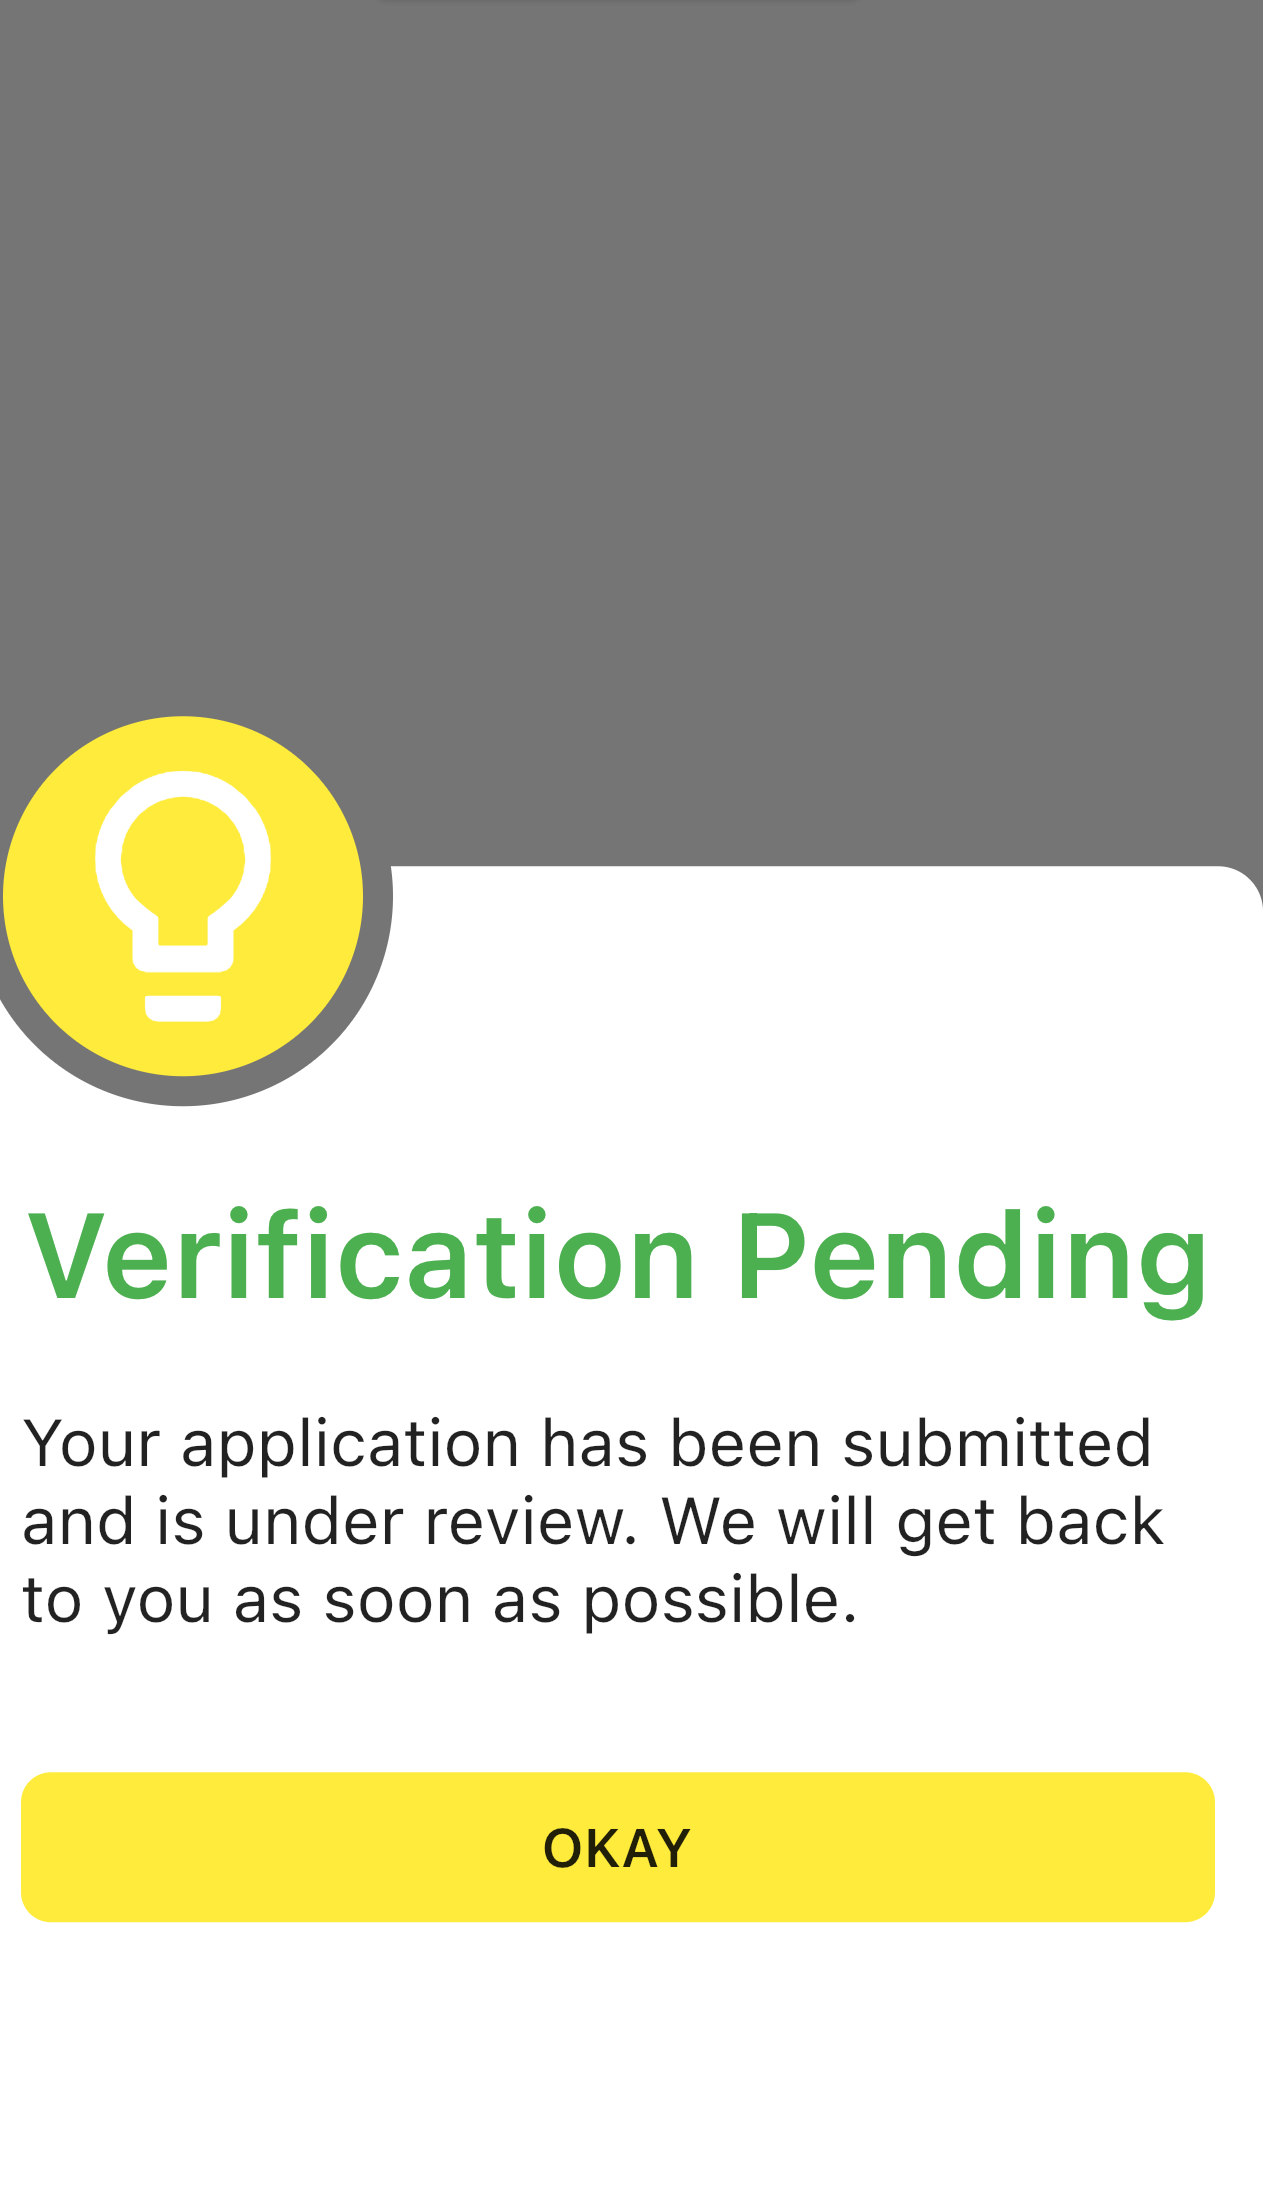 Verification Pending
Your application has been submitted
and is under review. We will get back
to you as soon as possible.
OKAY